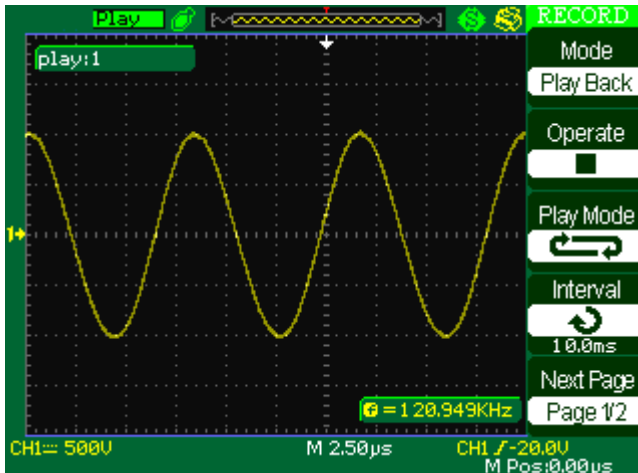 Play
RECORD
play:1
Mode
Play Back
Operate
Play Mode
Interval
10.0ms
Next Page
Page 1/2
1
S
F=120.949KHz
CH1 500V
M 2.50µs
CH1 -20.0V
M Pos:0.00µs